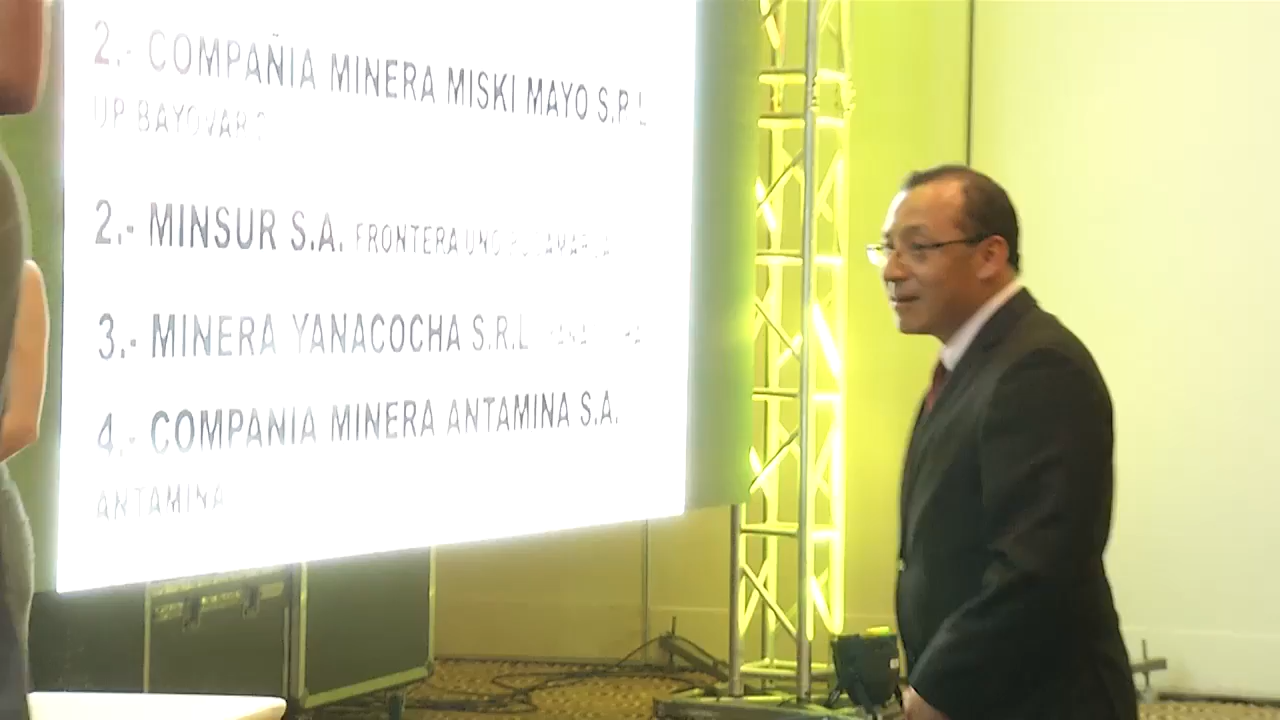 2.- COMPAÑIA MINERA MISKI MAYO S.R.L
UP BAYOVAR
2.- MINSUR S.A. FRONTERA UNO
3.- MINERA YANACOCHA S.R.L
4.- COMPANIA MINERA ANTAMINA S.A.
ANTAMINA